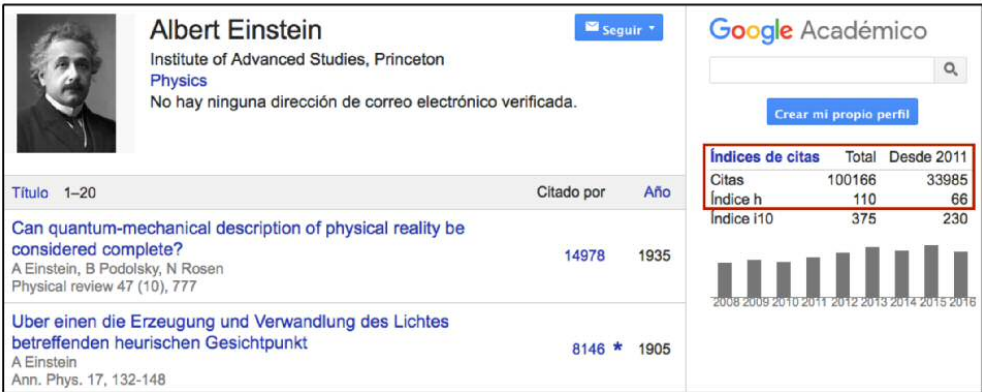 Albert Einstein
Seguir
Institute of Advanced Studies, Princeton
Physics
No hay ninguna dirección de correo electrónico verificada.
Título 1–20 Citado por Año
Can quantum-mechanical description of physical reality be
considered complete? 14978 1935
A Einstein, B Podolsky, N Rosen
Physical review 47 (10), 777
Uber einen die Erzeugung und Verwandlung des Lichtes
betreffenden heurischen Gesichtpunkt 8146 * 1905
A Einstein
Ann. Phys. 17, 132-148
Google Académico
Crear mi propio perfil
Índices de citas Total Desde 2011
Citas 100166 33985
Índice h 110 66
Índice i10 375 230
2008 2009 2010 2011 2012 2013 2014 2015 2016